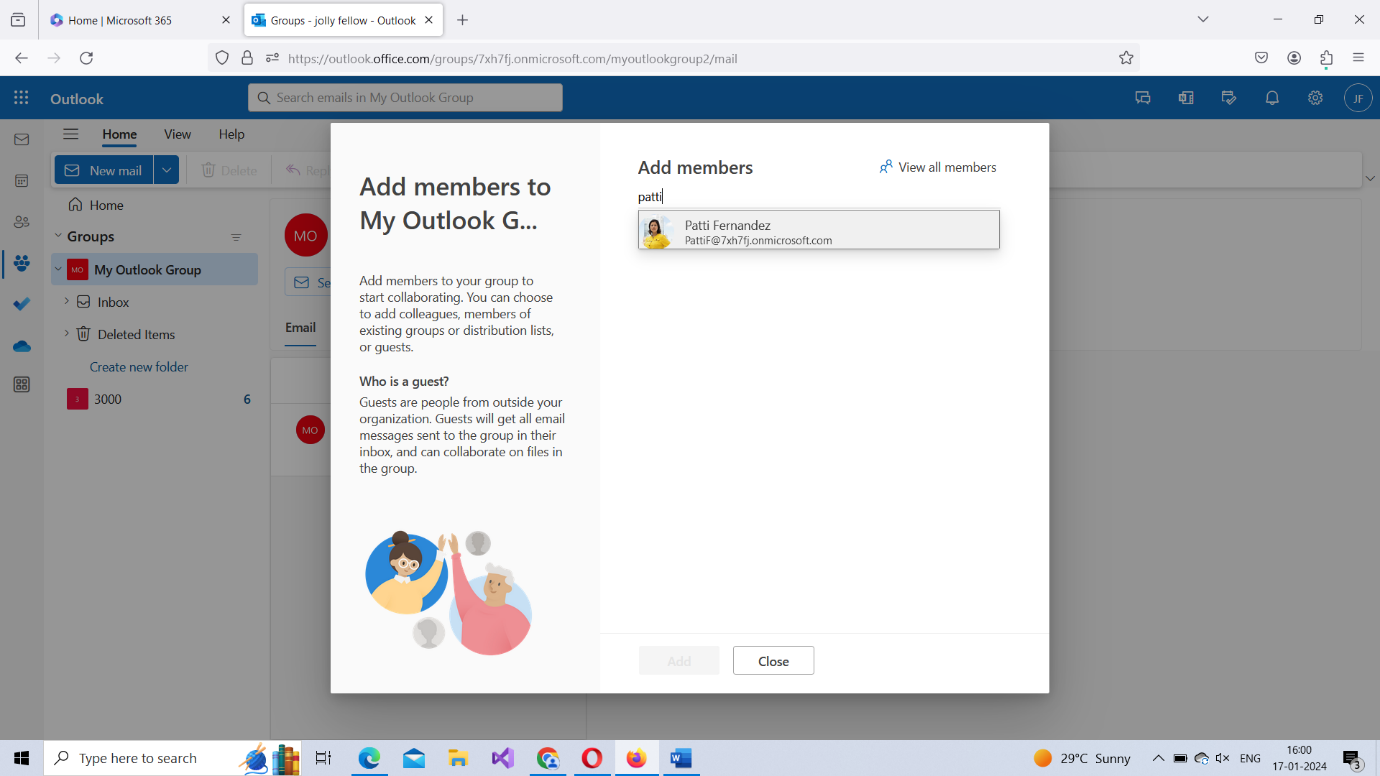 Home | Microsoft 365
Groups - jolly fellow - Outlook
https://outlook.office.com/groups/7xh7fj.onmicrosoft.com/myoutlookgroup2/mail
Outlook
Search emails in My Outlook Group
JF
Home View Help
New mail
Delete
Repl
Home
Groups
MO My Outlook Group
Inbox
Deleted Items
Create new folder
3 3000 6
MO
Se
Email
MO
Add members to
My Outlook G...
Add members to your group to
start collaborating. You can choose
to add colleagues, members of
existing groups or distribution lists,
or guests.
Who is a guest?
Guests are people from outside your
organization. Guests will get all email
messages sent to the group in their
inbox, and can collaborate on files in
the group.
Add members
View all members
patti
Patti Fernandez
PattiF@7xh7fj.onmicrosoft.com
Add
Close
Type here to search
29°C Sunny
ENG
16:00
17-01-2024
3